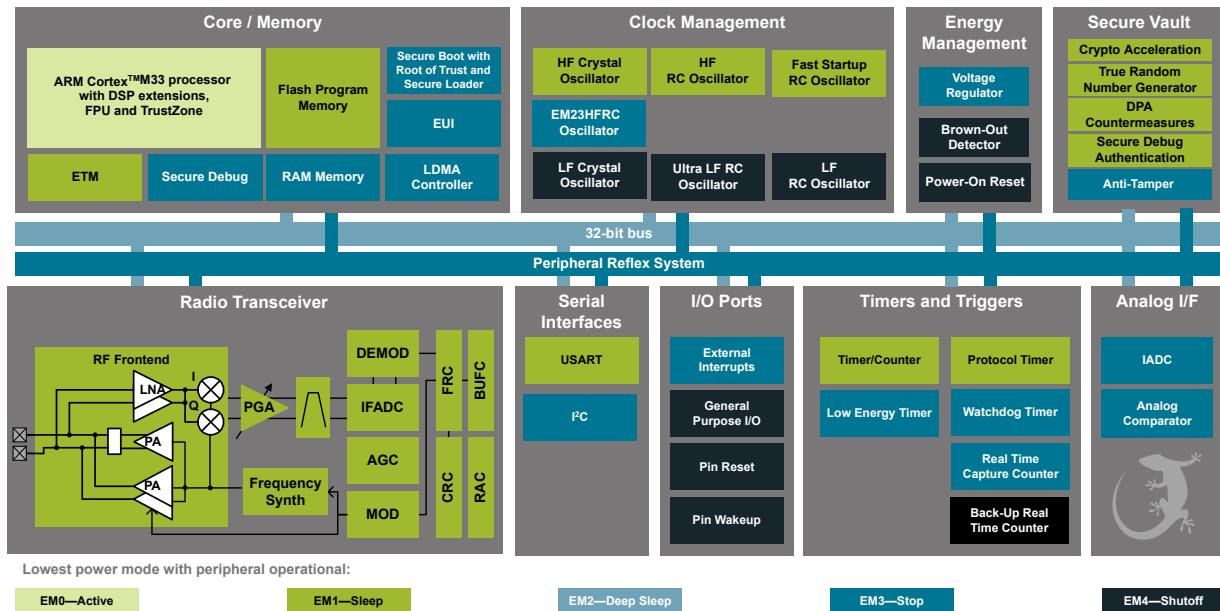 Core / Memory
ARM Cortex™M33 processor
with DSP extensions,
FPU and TrustZone
Flash Program
Memory
Secure Boot with
Root of Trust and
Secure Loader
EUI
ETM
Secure Debug
RAM Memory
LDMA
Controller
Clock Management
HF Crystal
Oscillator
HF
RC Oscillator
Fast Startup
RC Oscillator
EM23HFRC
Oscillator
LF Crystal
Oscillator
Ultra LF RC
Oscillator
LF
RC Oscillator
Energy
Management
Voltage
Regulator
Brown-Out
Detector
Power-On Reset
Secure Vault
Crypto Acceleration
True Random
Number Generator
DPA
Countermeasures
Secure Debug
Authentication
Anti-Tamper
32-bit bus
Peripheral Reflex System
Radio Transceiver
RF Frontend
LNA
I
Q
PA
PA
PGA
Frequency
Synth
DEMOD
IFADC
AGC
MOD
FRC
BUFC
CRC
RAC
Serial
Interfaces
USART
I²C
I/O Ports
External
Interrupts
General
Purpose I/O
Pin Reset
Pin Wakeup
Timers and Triggers
Timer/Counter
Protocol Timer
Low Energy Timer
Watchdog Timer
Real Time
Capture Counter
Back-Up Real
Time Counter
Analog I/F
IADC
Analog
Comparator
Lowest power mode with peripheral operational:
EM0—Active
EM1—Sleep
EM2—Deep Sleep
EM3—Stop
EM4—Shutoff